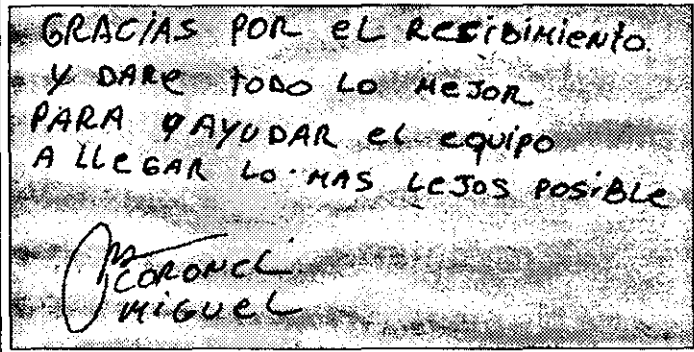 GRACIAS POR EL RESIBIMIENTO.
Y DARE TODO LO MEJOR
PARA AYUDAR EL EQUIPO
A LLEGAR LO MAS LEJOS POSIBLE
CORONEL
MIGUEL